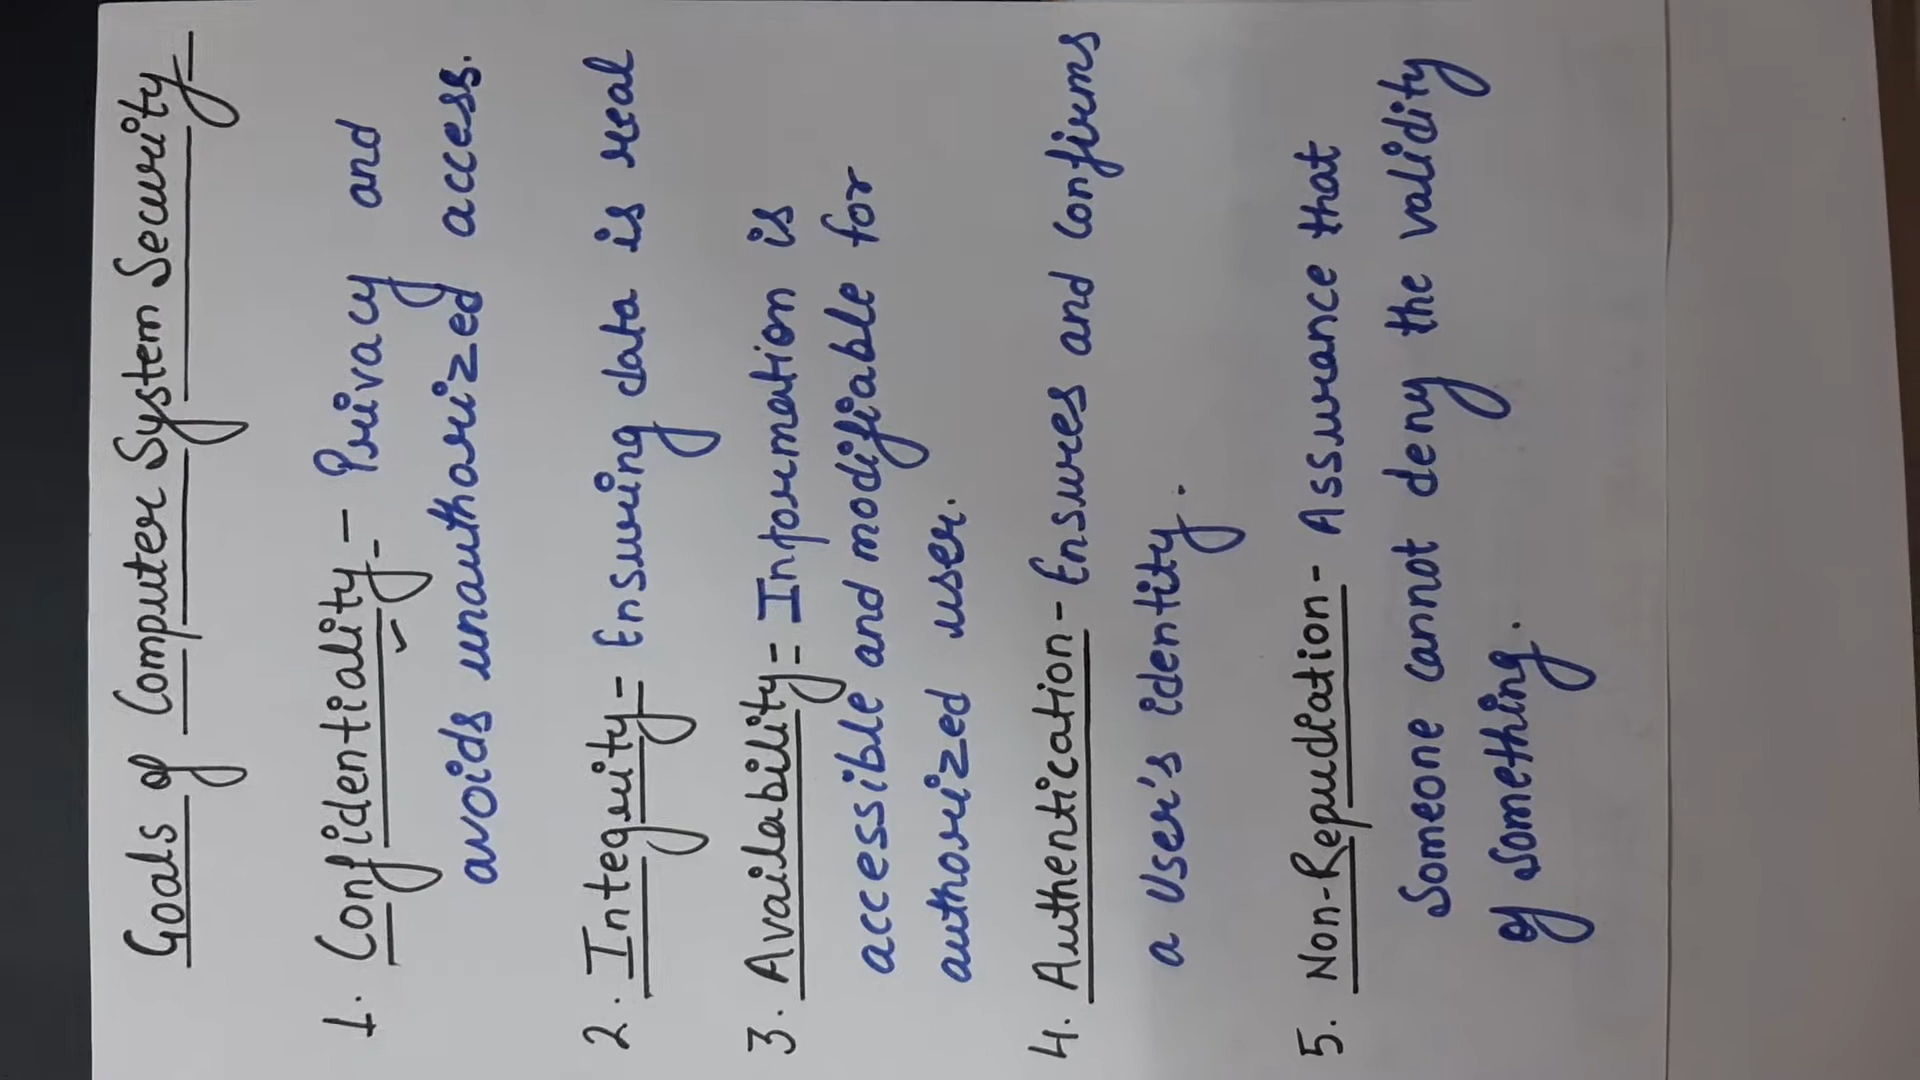 Goals of Computer System Security
1. Confidentiality - Privacy and
avoids unauthorized access.
2. Integrity = Ensuring data is real
3. Availability = Information is
accessible and modifiable for
authorized user.
4. Authentication - Ensures and confirms
a User's identity.
5. Non-Repudiation - Assurance that
Someone cannot deny the validity
of something.